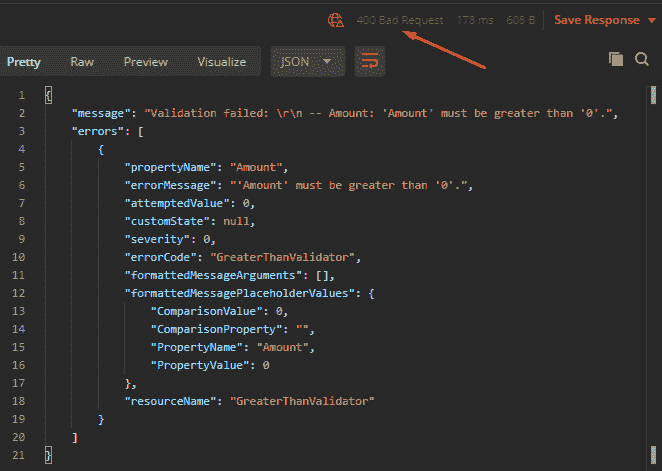 400 Bad Request 178 ms 608 B Save Response
Pretty Raw Preview Visualize JSON
1 {
2 "message": "Validation failed: \r\n -- Amount: 'Amount' must be greater than '0'.",
3 "errors": [
4 {
5 "propertyName": "Amount",
6 "errorMessage": "'Amount' must be greater than '0'.",
7 "attemptedValue": 0,
8 "customState": null,
9 "severity": 0,
10 "errorCode": "GreaterThanValidator",
11 "formattedMessageArguments": [],
12 "formattedMessagePlaceholderValues": {
13 "ComparisonValue": 0,
14 "ComparisonProperty": "",
15 "PropertyName": "Amount",
16 "PropertyValue": 0
17 },
18 "resourceName": "GreaterThanValidator"
19 }
20 ]
21 }